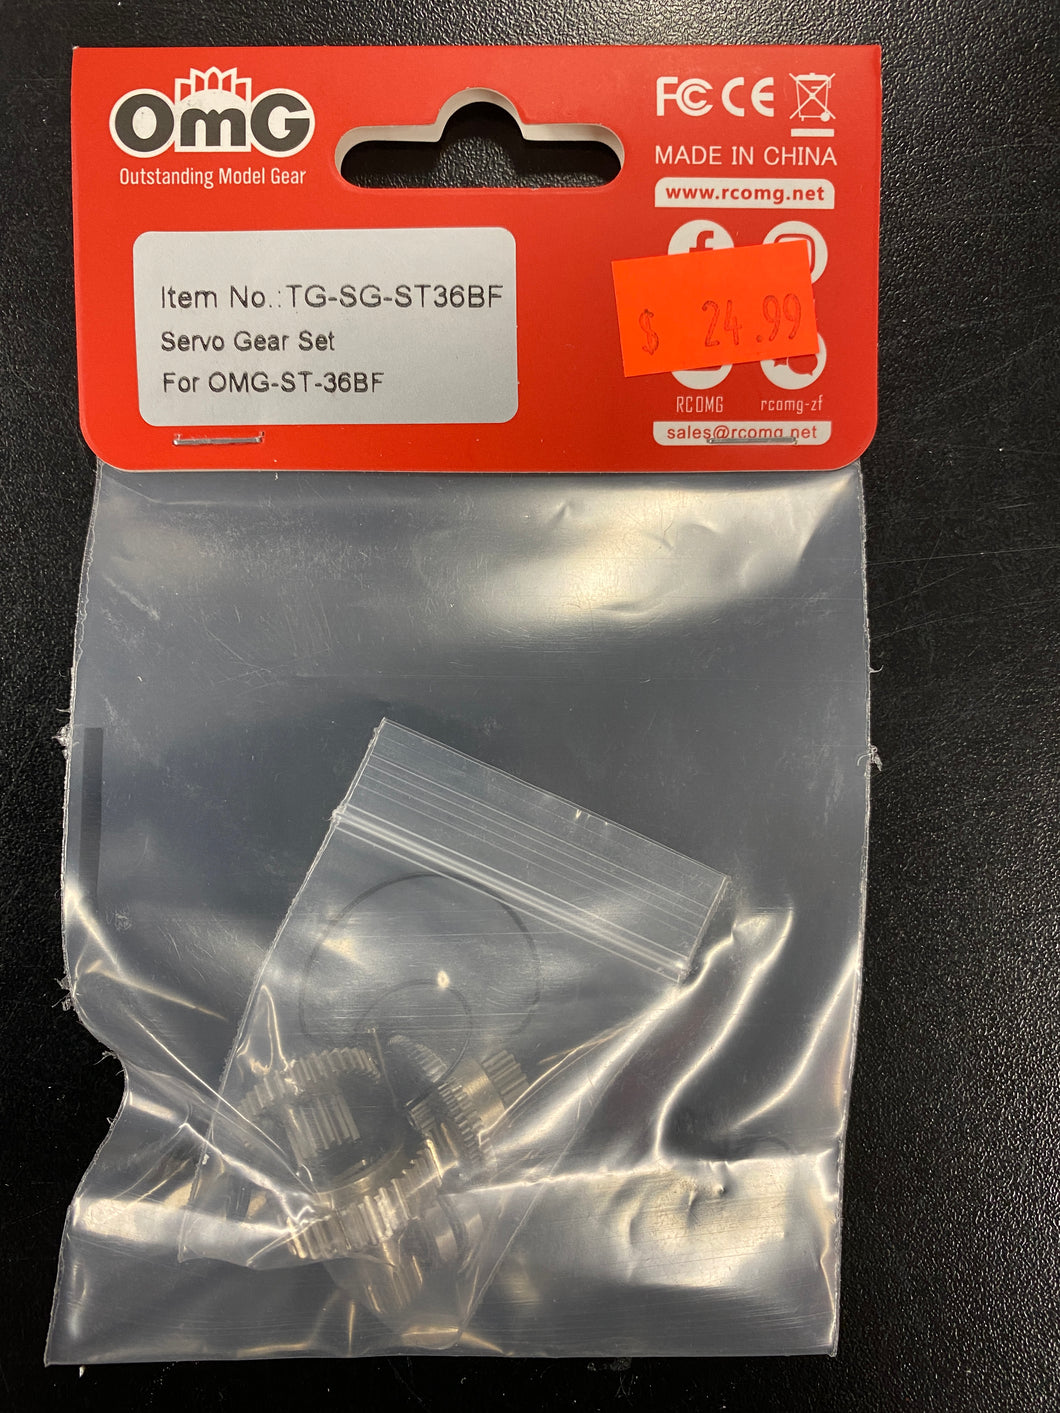 OmG
Outstanding Model Gear
FC CE
MADE IN CHINA
www.rcomg.net
Item No.:TG-SG-ST36BF
Servo Gear Set
For OMG-ST-36BF
$ 24.99
RCOMG rcomg-zf
sales@rcomg.net